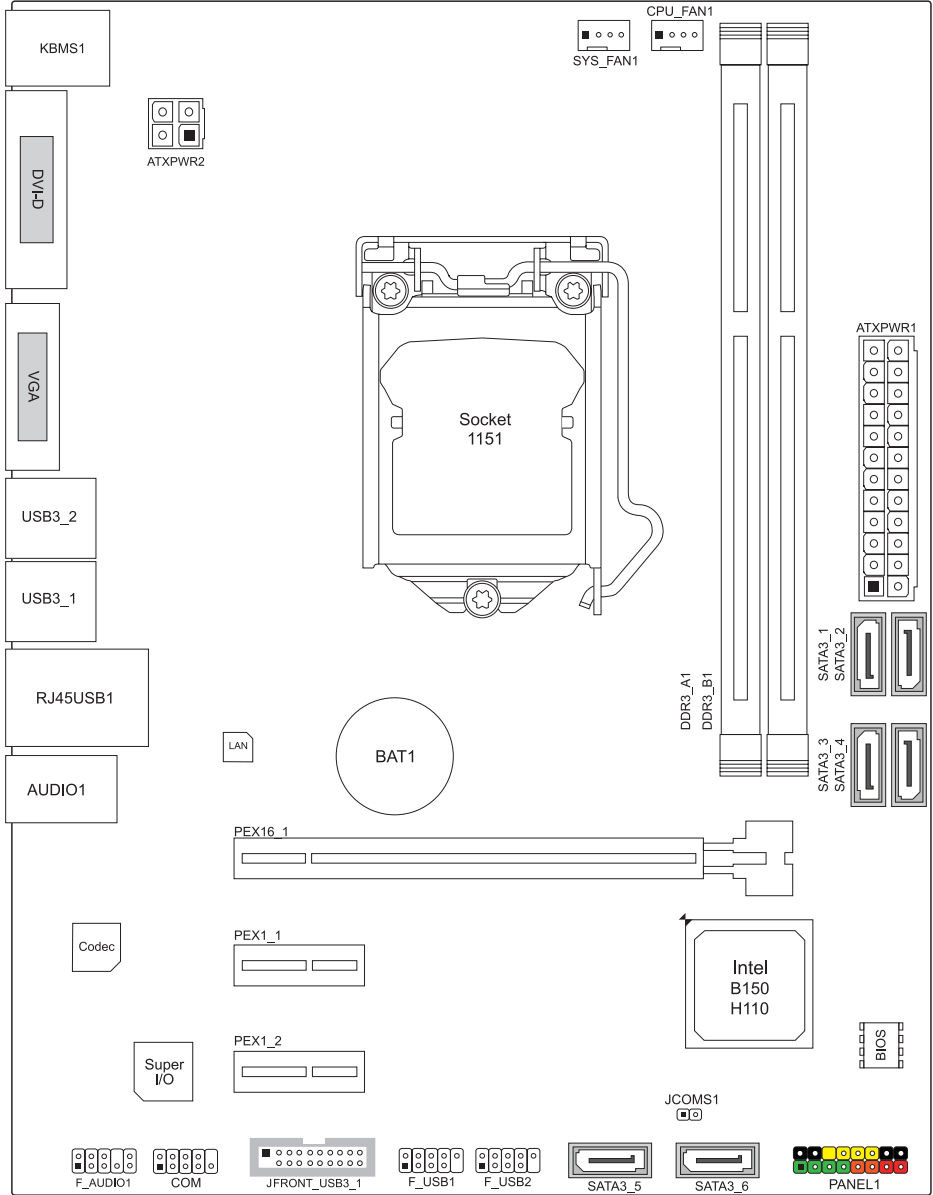 CPU_FAN1
KBMS1
SYS_FAN1
ATXPWR2
DVI-D
ATXPWR1
VGA
Socket
1151
USB3_2
USB3_1
SATA3_1
SATA3_2
RJ45USB1
DDR3_A1
DDR3_B1
LAN
BAT1
SATA3_3
SATA3_4
AUDIO1
PEX16_1
Codec
PEX1_1
Intel
B150
H110
PEX1_2
BIOS
Super
I/O
JCOMS1
F_AUDIO1
COM
JFRONT_USB3_1
F_USB1
F_USB2
SATA3_5
SATA3_6
PANEL1